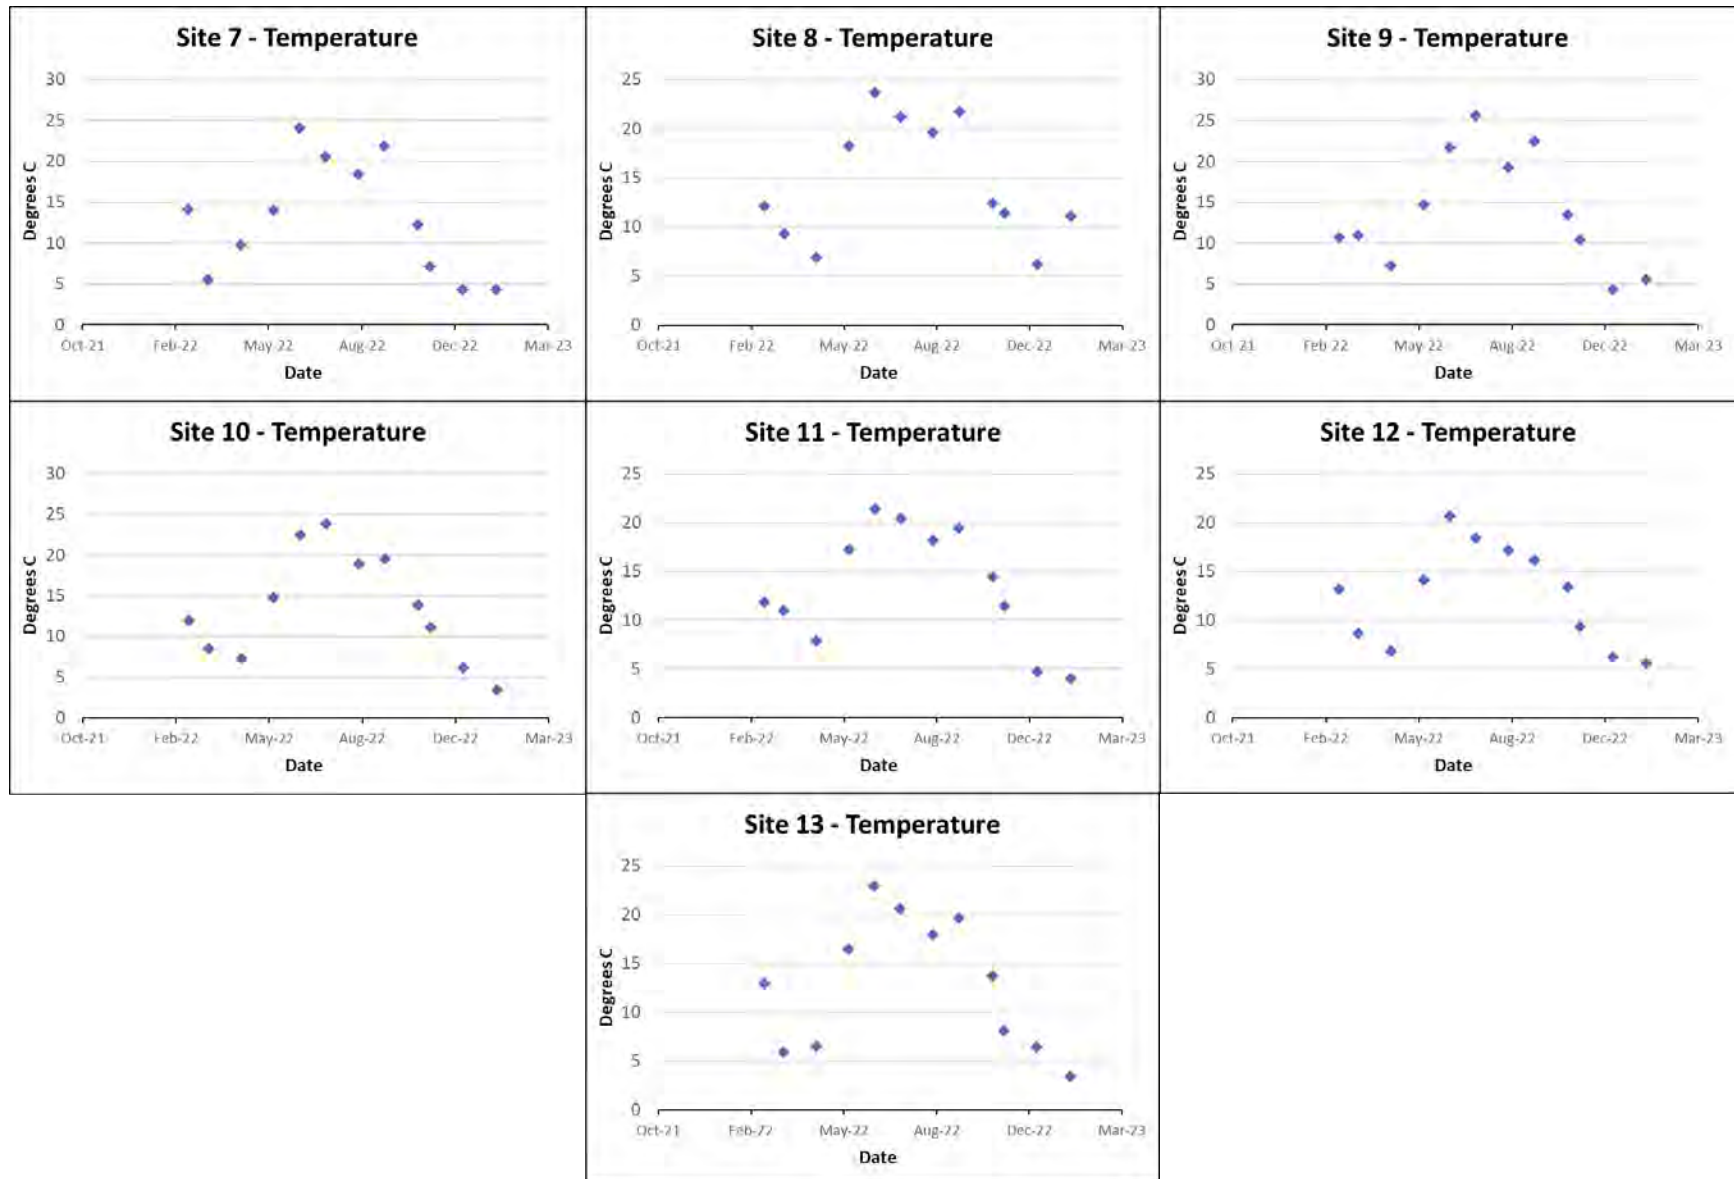 Site 7 - Temperature
30
25
20
15
10
5
0
Degrees C
Oct-21 Feb-22 May-22 Aug-22 Dec-22 Mar-23
Date
Site 8 - Temperature
25
20
15
10
5
0
Degrees C
Oct-21 Feb-22 May-22 Aug-22 Dec-22 Mar-23
Date
Site 9 - Temperature
30
25
20
15
10
5
0
Degrees C
Oct-21 Feb-22 May-22 Aug-22 Dec-22 Mar-23
Date
Site 10 - Temperature
30
25
20
15
10
5
0
Degrees C
Oct-21 Feb-22 May-22 Aug-22 Dec-22 Mar-23
Date
Site 11 - Temperature
25
20
15
10
5
0
Degrees C
Oct-21 Feb-22 May-22 Aug-22 Dec-22 Mar-23
Date
Site 12 - Temperature
25
20
15
10
5
0
Degrees C
Oct-21 Feb-22 May-22 Aug-22 Dec-22 Mar-23
Date
Site 13 - Temperature
25
20
15
10
5
0
Degrees C
Oct-21 Feb-22 May-22 Aug-22 Dec-22 Mar-23
Date